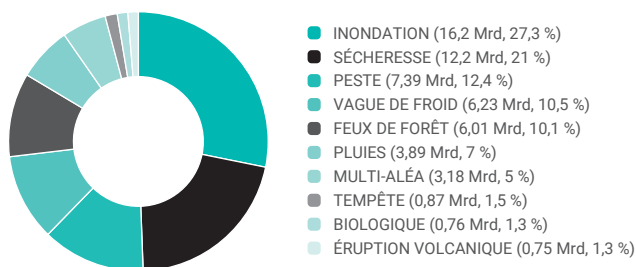 INONDATION (16,2 Mrd, 27,3 %)
SÉCHERESSE (12,2 Mrd, 21 %)
PESTE (7,39 Mrd, 12,4 %)
VAGUE DE FROID (6,23 Mrd, 10,5 %)
FEUX DE FORÊT (6,01 Mrd, 10,1 %)
PLUIES (3,89 Mrd, 7 %)
MULTI-ALÉA (3,18 Mrd, 5 %)
TEMPÊTE (0,87 Mrd, 1,5 %)
BIOLOGIQUE (0,76 Mrd, 1,3 %)
ÉRUPTION VOLCANIQUE (0,75 Mrd, 1,3 %)